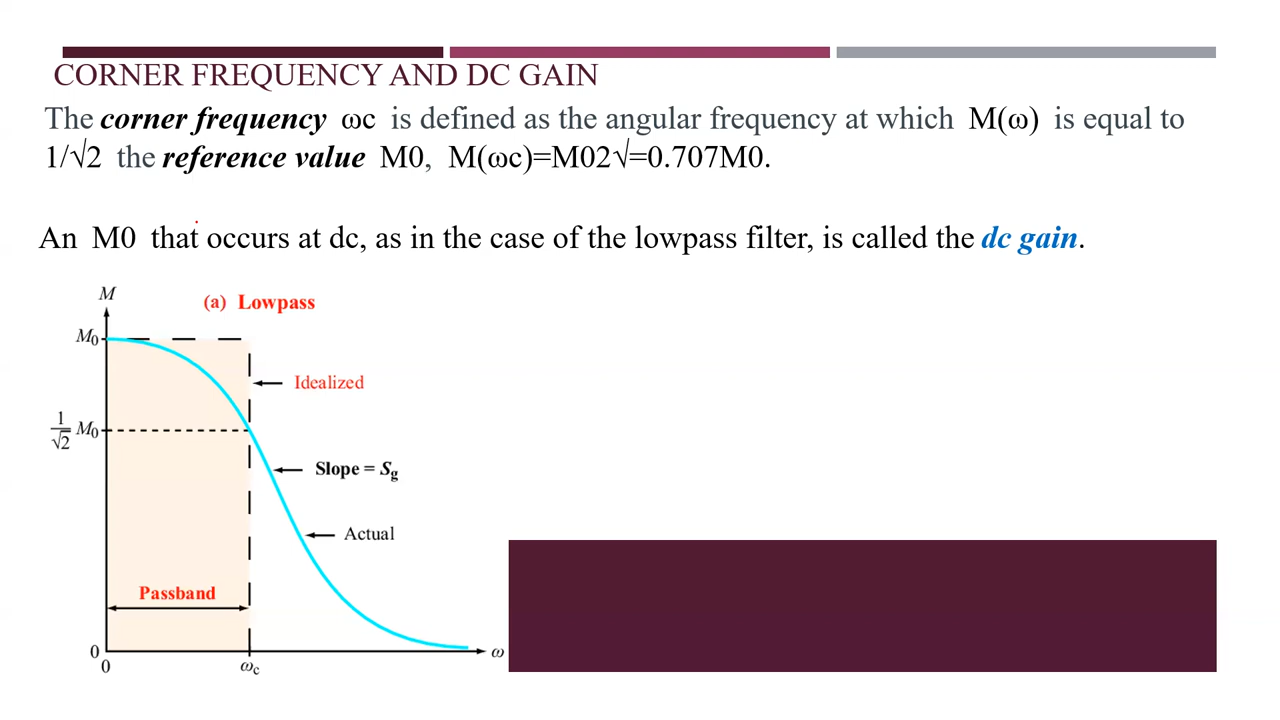 CORNER FREQUENCY AND DC GAIN
The corner frequency ωc is defined as the angular frequency at which M(ω) is equal to
1/√2 the reference value M0, M(ωc)=M02√=0.707M0.
An M0 that occurs at dc, as in the case of the lowpass filter, is called the dc gain.
M
(a) Lowpass
M₀
Idealized
1/√2 M₀
Slope = Sg
Actual
Passband
0
ω
0
ωc